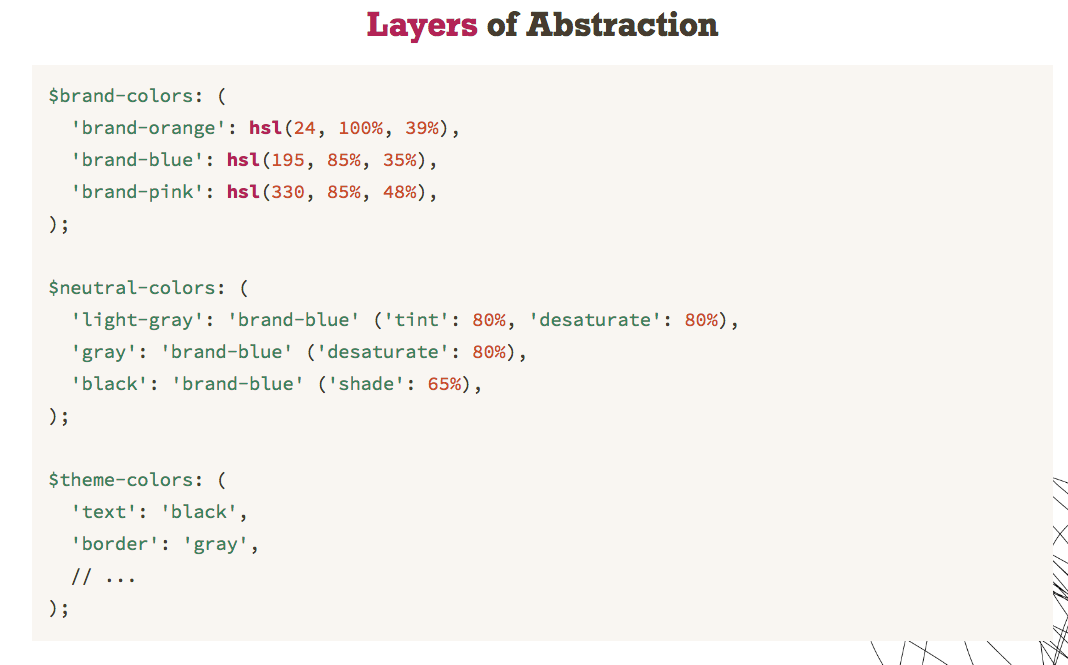 Layers of Abstraction
$brand-colors: (
  'brand-orange': hsl(24, 100%, 39%),
  'brand-blue': hsl(195, 85%, 35%),
  'brand-pink': hsl(330, 85%, 48%),
);
$neutral-colors: (
  'light-gray': 'brand-blue' ('tint': 80%, 'desaturate': 80%),
  'gray': 'brand-blue' ('desaturate': 80%),
  'black': 'brand-blue' ('shade': 65%),
);
$theme-colors: (
  'text': 'black',
  'border': 'gray',
  // ...
);